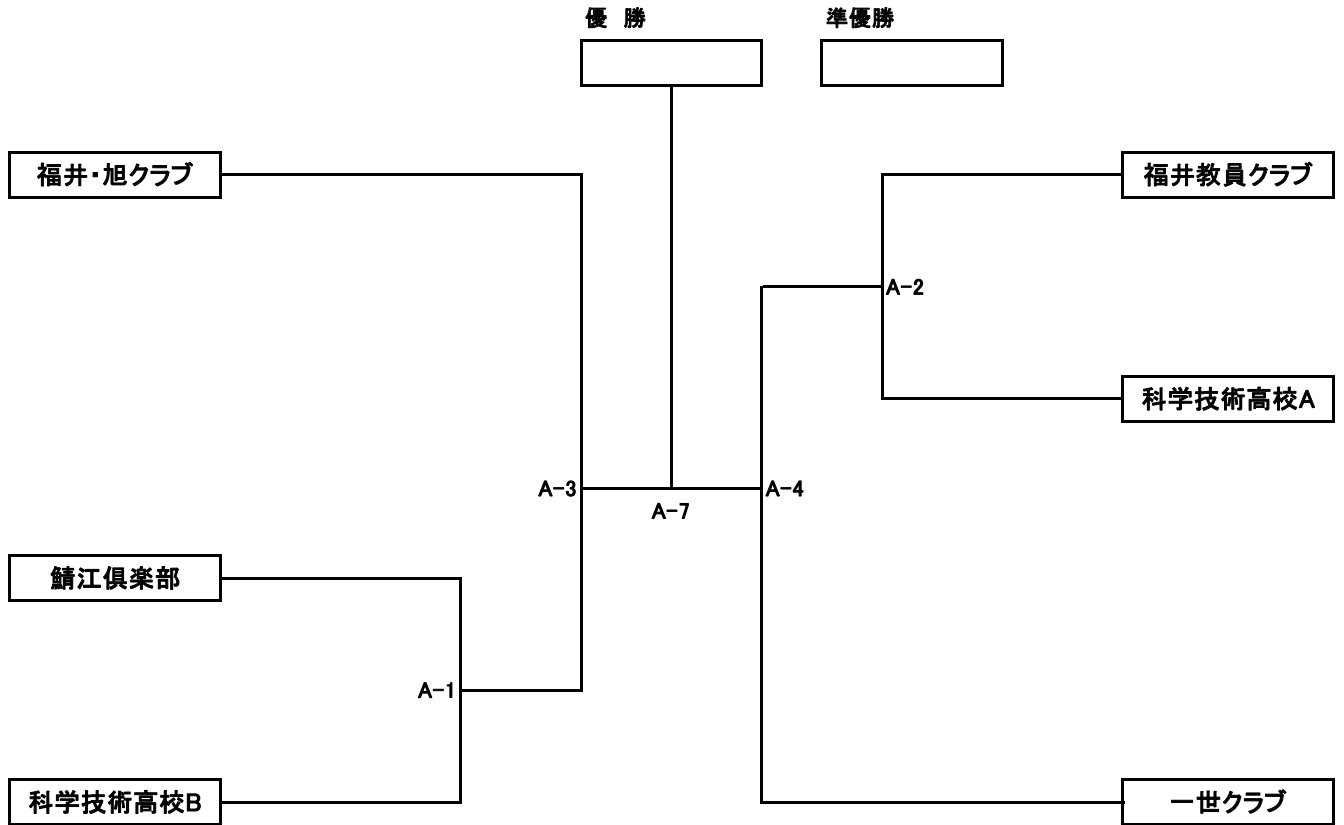 優　勝
準優勝
福井・旭クラブ
福井教員クラブ
A-2
科学技術高校A
A-3
A-4
A-7
鯖江倶楽部
A-1
科学技術高校B
一世クラブ